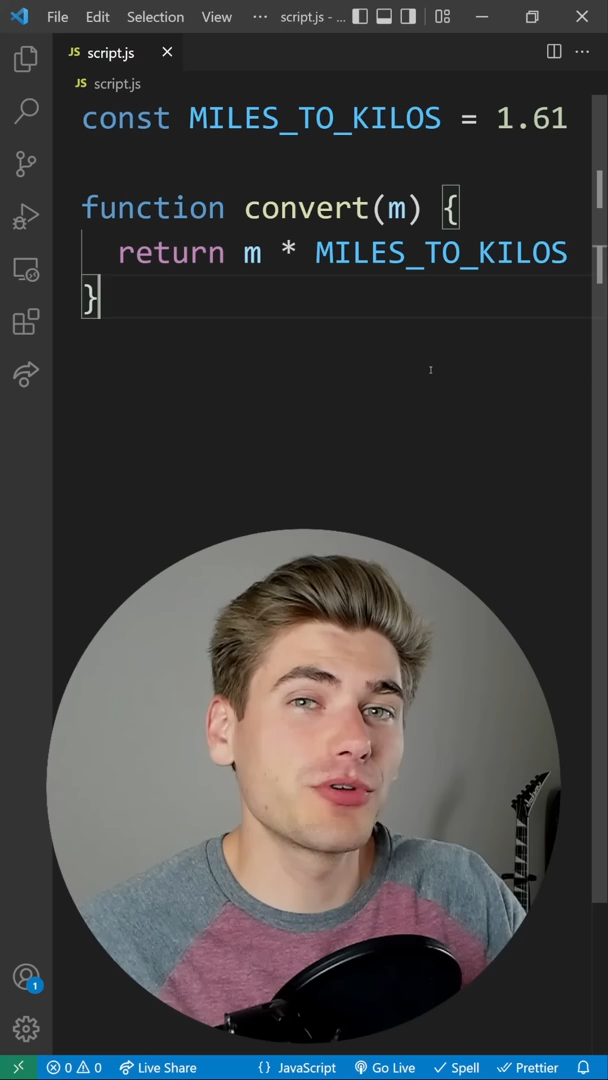 File Edit Selection View ··· script.js - ...
JS script.js
JS script.js
const MILES_TO_KILOS = 1.61
function convert(m) {
return m * MILES_TO_KILOS
}
1
0 0 Live Share {} JavaScript Go Live Spell Prettier